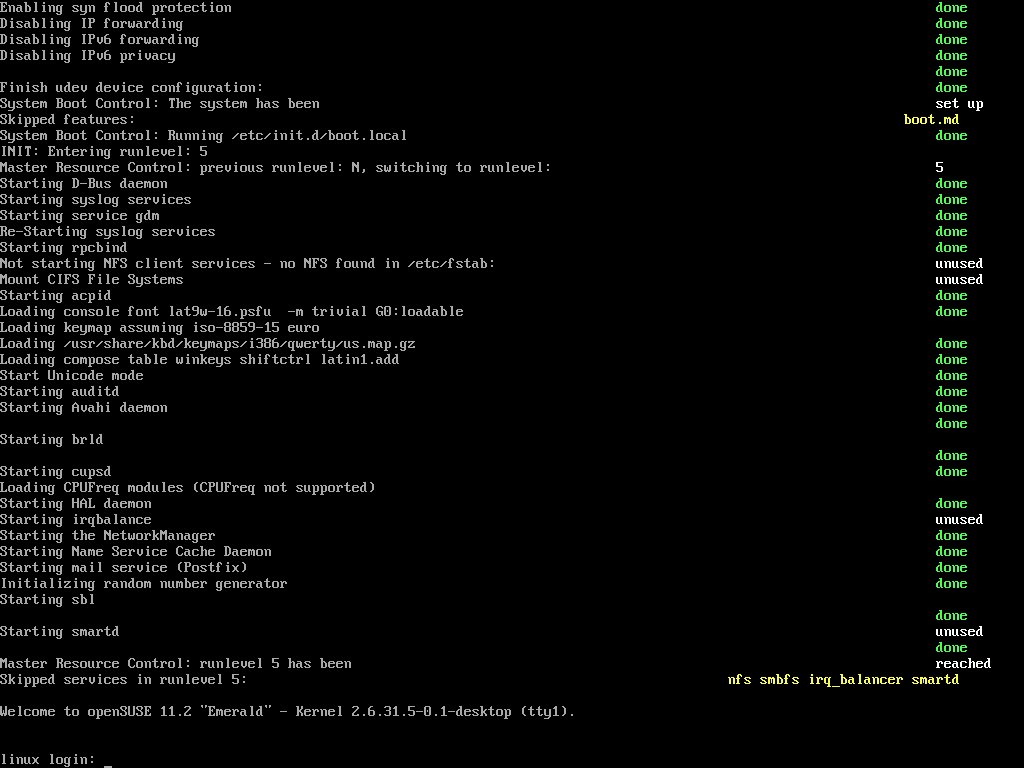 Enabling syn flood protection done
Disabling IP forwarding done
Disabling IPv6 forwarding done
Disabling IPv6 privacy done
done
Finish udev device configuration: done
System Boot Control: The system has been set up
Skipped features: boot.md
System Boot Control: Running /etc/init.d/boot.local done
INIT: Entering runlevel: 5
Master Resource Control: previous runlevel: N, switching to runlevel: 5
Starting D-Bus daemon done
Starting syslog services done
Starting service gdm done
Re-Starting syslog services done
Starting rpcbind done
Not starting NFS client services - no NFS found in /etc/fstab: unused
Mount CIFS File Systems unused
Starting acpid done
Loading console font lat9w-16.psfu  -m trivial G0:loadable done
Loading keymap assuming iso-8859-15 euro
Loading /usr/share/kbd/keymaps/i386/qwerty/us.map.gz done
Loading compose table winkeys shiftctrl latin1.add done
Start Unicode mode done
Starting auditd done
Starting Avahi daemon done
done
Starting brld
done
Starting cupsd done
Loading CPUFreq modules (CPUFreq not supported)
Starting HAL daemon done
Starting irqbalance unused
Starting the NetworkManager done
Starting Name Service Cache Daemon done
Starting mail service (Postfix) done
Initializing random number generator done
Starting sbl
done
Starting smartd unused
done
Master Resource Control: runlevel 5 has been reached
Skipped services in runlevel 5: nfs smbfs irq_balancer smartd
Welcome to openSUSE 11.2 "Emerald" - Kernel 2.6.31.5-0.1-desktop (tty1).
linux login: _